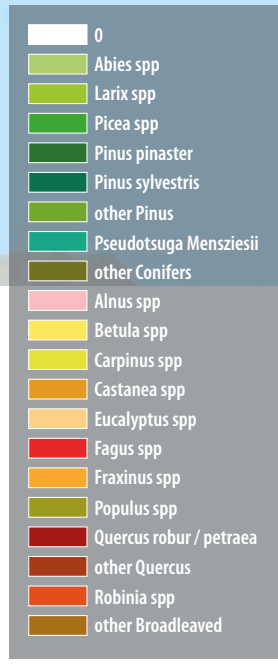 0
Abies spp
Larix spp
Picea spp
Pinus pinaster
Pinus sylvestris
other Pinus
Pseudotsuga Mensziesii
other Conifers
Alnus spp
Betula spp
Carpinus spp
Castanea spp
Eucalyptus spp
Fagus spp
Fraxinus spp
Populus spp
Quercus robur / petraea
other Quercus
Robinia spp
other Broadleaved